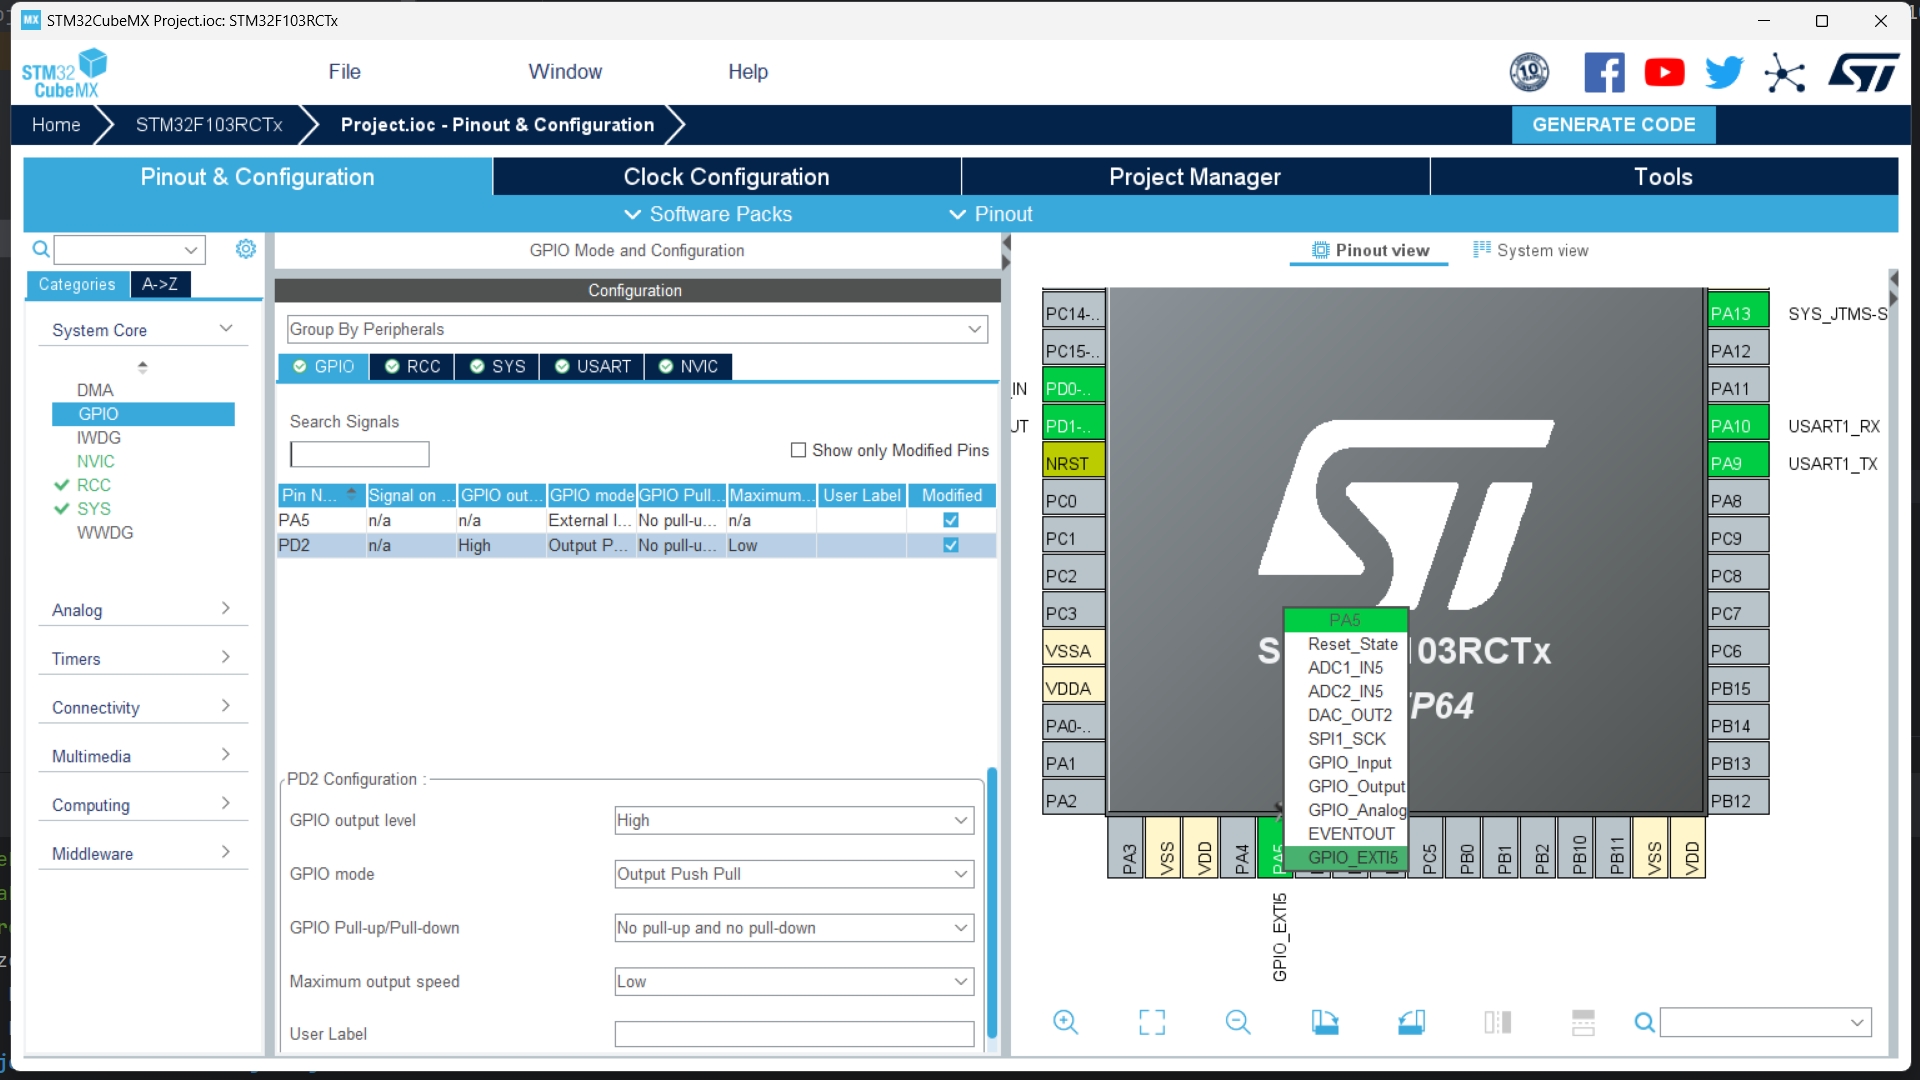 STM32CubeMX Project.ioc: STM32F103RCTx
STM32
CubeMX
File
Window
Help
10
Home
STM32F103RCTx
Project.ioc - Pinout & Configuration
GENERATE CODE
Pinout & Configuration
Clock Configuration
Project Manager
Tools
Software Packs
Pinout
GPIO Mode and Configuration
Pinout view
System view
Categories
A->Z
System Core
DMA
GPIO
IWDG
NVIC
RCC
SYS
WWDG
Analog
Timers
Connectivity
Multimedia
Computing
Middleware
Configuration
Group By Peripherals
GPIO
RCC
SYS
USART
NVIC
Search Signals
Show only Modified Pins
Pin N... Signal on ... GPIO out... GPIO mode GPIO Pull... Maximum... User Label Modified
PA5 n/a n/a External I... No pull-u... n/a
PD2 n/a High Output P... No pull-u... Low
PD2 Configuration :
GPIO output level High
GPIO mode Output Push Pull
GPIO Pull-up/Pull-down No pull-up and no pull-down
Maximum output speed Low
User Label
PC14-..
PC15-..
IN PD0-..
UT PD1-..
NRST
PC0
PC1
PC2
PC3
VSSA
VDDA
PA0-..
PA1
PA2
PA13 SYS_JTMS-S
PA12
PA11
PA10 USART1_RX
PA9 USART1_TX
PA8
PC9
PC8
PC7
PC6
PB15
PB14
PB13
PB12
S
03RCTx
P64
PA5
Reset_State
ADC1_IN5
ADC2_IN5
DAC_OUT2
SPI1_SCK
GPIO_Input
GPIO_Output
GPIO_Analog
EVENTOUT
GPIO_EXTI5
PA3
VSS
VDD
PA4
PA5
PC5
PB0
PB1
PB2
PB10
PB11
VSS
VDD
GPIO_EXTI5